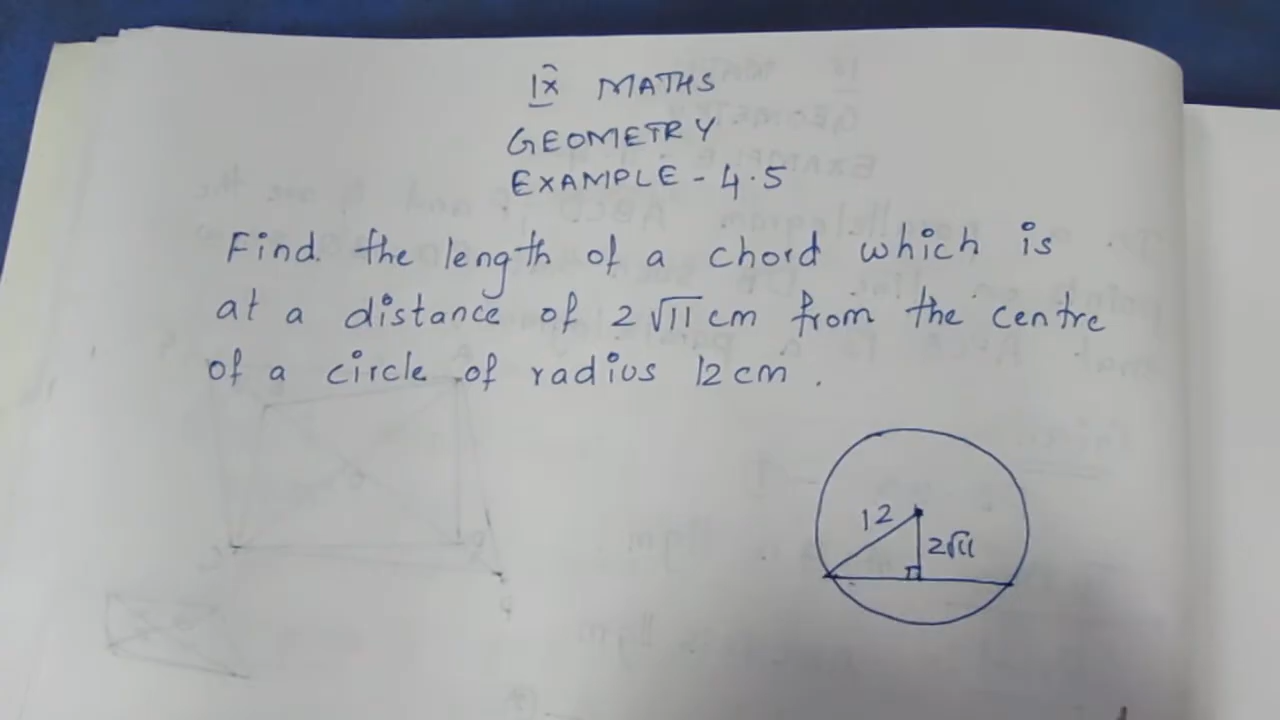 IX MATHS
GEOMETRY
EXAMPLE - 4.5
Find the length of a chord which is
at a distance of 2√11 cm from the centre
of a circle of radius 12 cm.
12
2√11